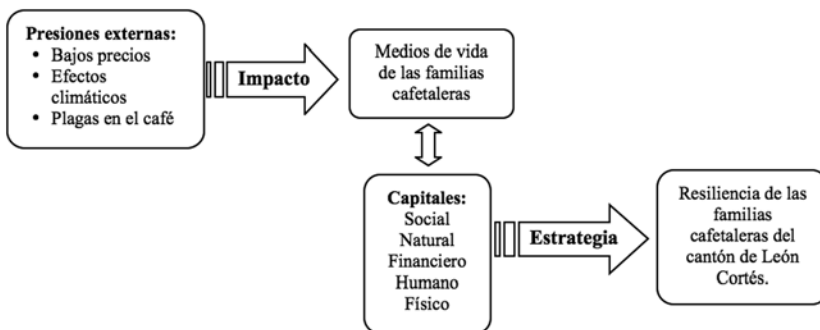 Presiones externas:
• Bajos precios
• Efectos
climáticos
• Plagas en el café
Impacto
Medios de vida
de las familias
cafetaleras
Capitales:
Social
Natural
Financiero
Humano
Físico
Estrategia
Resiliencia de las
familias
cafetaleras del
cantón de León
Cortés.